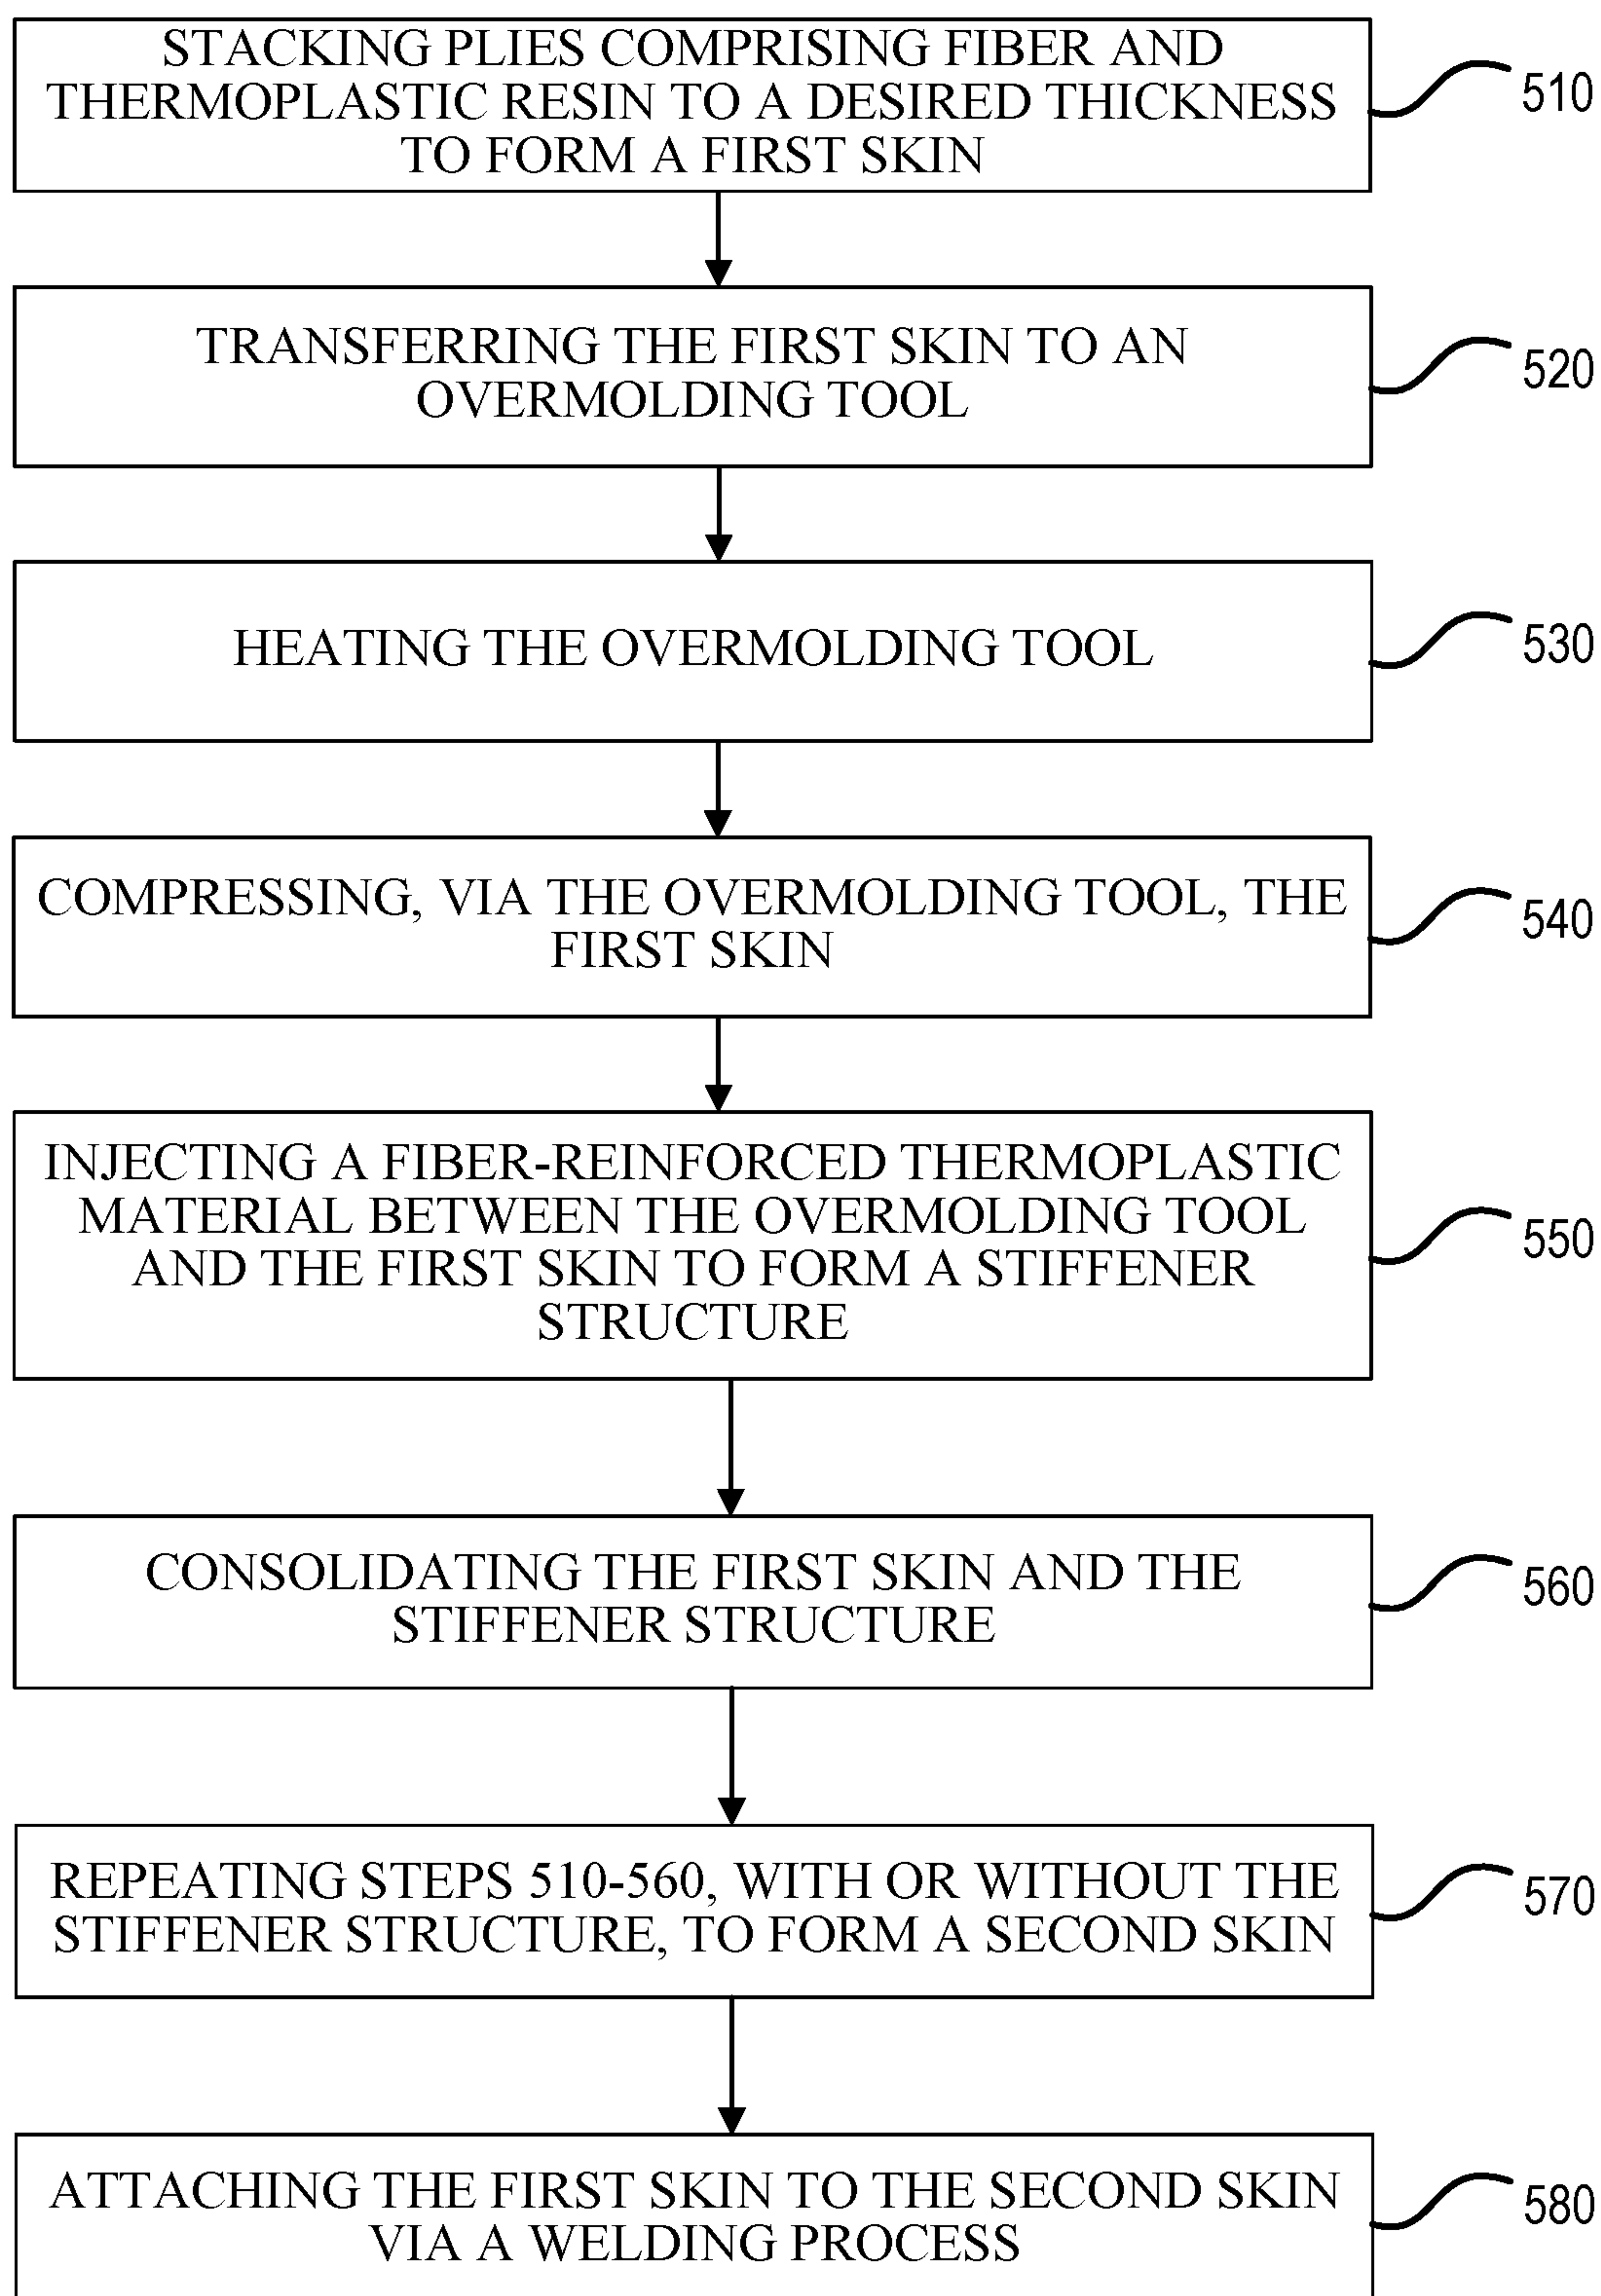 STACKING PLIES COMPRISING FIBER AND
THERMOPLASTIC RESIN TO A DESIRED THICKNESS
TO FORM A FIRST SKIN
510
TRANSFERRING THE FIRST SKIN TO AN
OVERMOLDING TOOL
520
HEATING THE OVERMOLDING TOOL
530
COMPRESSING, VIA THE OVERMOLDING TOOL, THE
FIRST SKIN
540
INJECTING A FIBER-REINFORCED THERMOPLASTIC
MATERIAL BETWEEN THE OVERMOLDING TOOL
AND THE FIRST SKIN TO FORM A STIFFENER
STRUCTURE
550
CONSOLIDATING THE FIRST SKIN AND THE
STIFFENER STRUCTURE
560
REPEATING STEPS 510-560, WITH OR WITHOUT THE
STIFFENER STRUCTURE, TO FORM A SECOND SKIN
570
ATTACHING THE FIRST SKIN TO THE SECOND SKIN
VIA A WELDING PROCESS
580